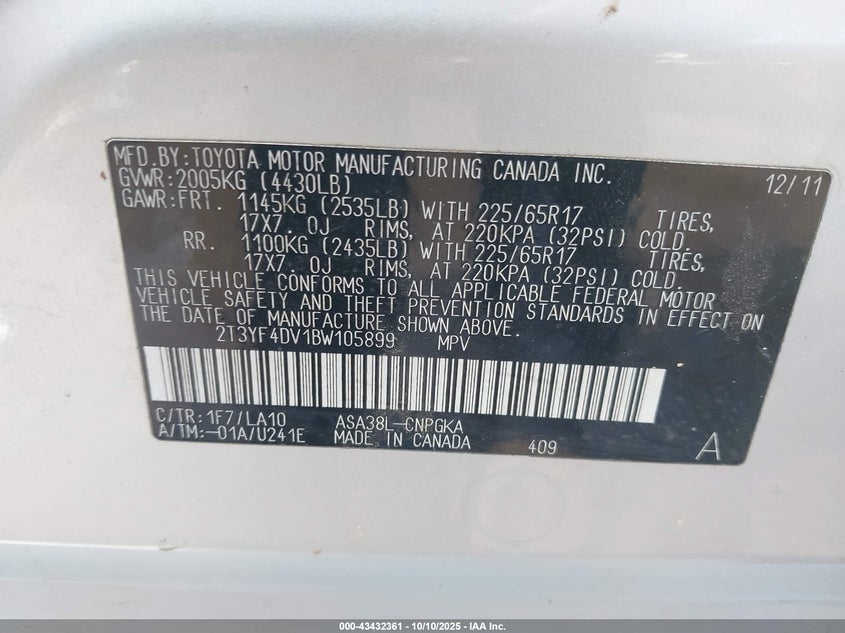 MFD.BY:TOYOTA MOTOR MANUFACTURING CANADA INC. 12/11
GVWR:2005KG (4430LB)
GAWR:FRT. 1145KG (2535LB) WITH 225/65R17 TIRES,
17X7.0J RIMS, AT 220KPA (32PSI) COLD.
RR. 1100KG (2435LB) WITH 225/65R17 TIRES,
17X7.0J RIMS, AT 220KPA (32PSI) COLD.
THIS VEHICLE CONFORMS TO ALL APPLICABLE FEDERAL MOTOR
VEHICLE SAFETY AND THEFT PREVENTION STANDARDS IN EFFECT ON
THE DATE OF MANUFACTURE SHOWN ABOVE.
2T3YF4DV1BW105899 MPV
C/TR:1F7/LA10 ASA38L-CNPGKA
A/TM:-01A/U241E MADE IN CANADA 409 A
000-43432361 - 10/10/2025 - IAA Inc.